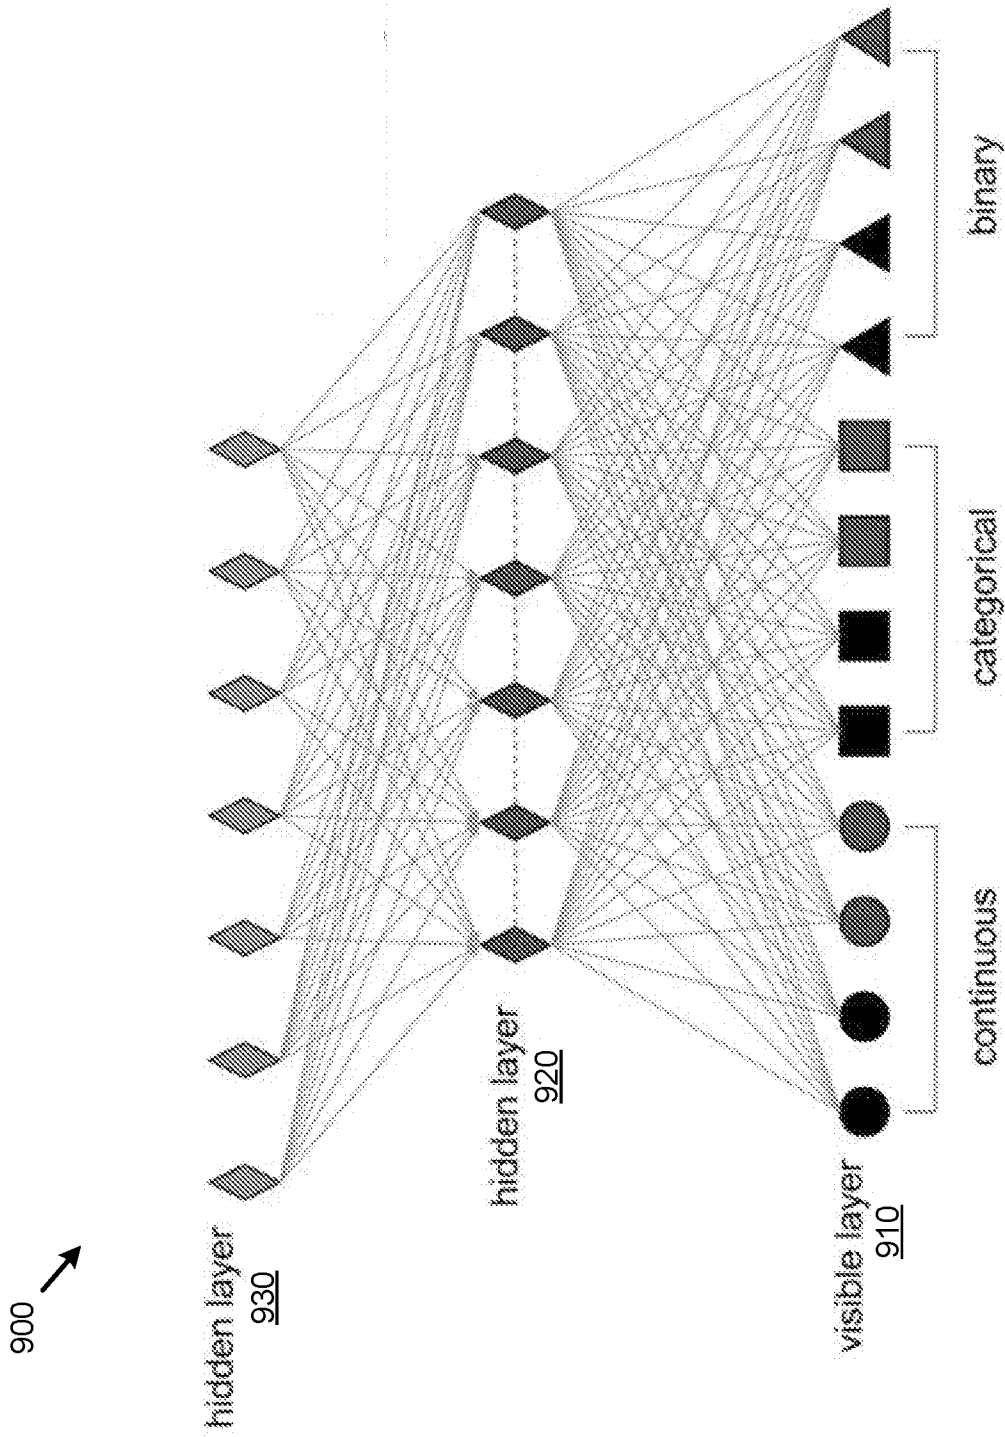 900
hidden layer
930
hidden layer
920
visible layer
910
continuous
categorical
binary